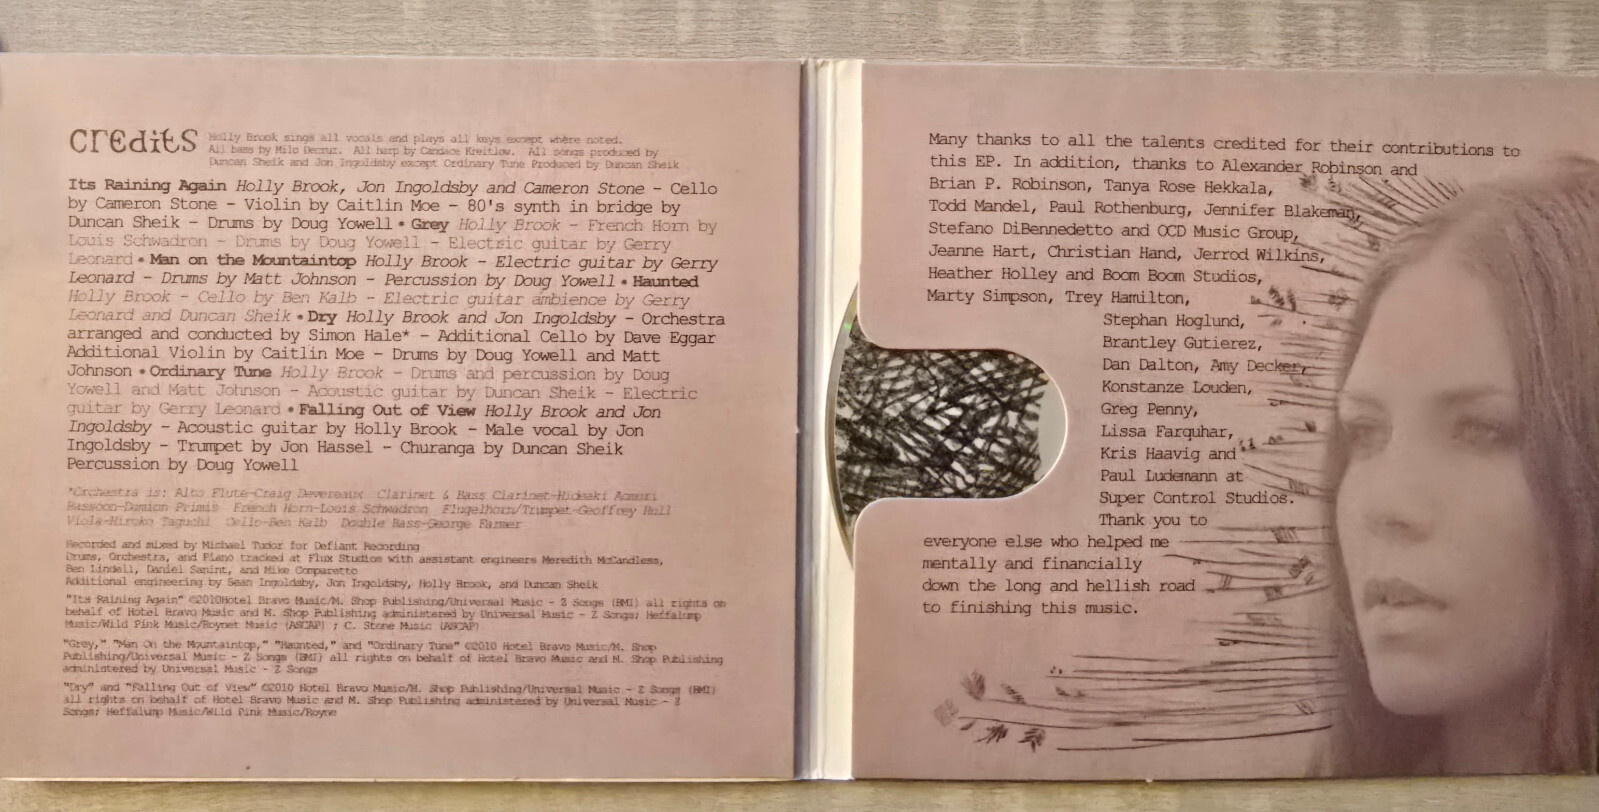 credits
Holly Brook sings all vocals and plays all keys except where noted.
All bass by Milo Decruz. All harp by Candace Kreitlow. All songs produced by
Duncan Sheik and Jon Ingoldsby except Ordinary Tune Produced by Duncan Sheik
Its Raining Again Holly Brook, Jon Ingoldsby and Cameron Stone - Cello
by Cameron Stone - Violin by Caitlin Moe - 80's synth in bridge by
Duncan Sheik - Drums by Doug Yowell • Grey Holly Brook - French Horn by
Louis Schwadron - Drums by Doug Yowell - Electric guitar by Gerry
Leonard • Man on the Mountaintop Holly Brook - Electric guitar by Gerry
Leonard - Drums by Matt Johnson - Percussion by Doug Yowell • Haunted
Holly Brook - Cello by Ben Kalb - Electric guitar ambience by Gerry
Leonard and Duncan Sheik • Dry Holly Brook and Jon Ingoldsby - Orchestra
arranged and conducted by Simon Hale* - Additional Cello by Dave Eggar
Additional Violin by Caitlin Moe - Drums by Doug Yowell and Matt
Johnson • Ordinary Tune Holly Brook - Drums and percussion by Doug
Yowell and Matt Johnson - Acoustic guitar by Duncan Sheik - Electric
guitar by Gerry Leonard • Falling Out of View Holly Brook and Jon
Ingoldsby - Acoustic guitar by Holly Brook - Male vocal by Jon
Ingoldsby - Trumpet by Jon Hassel - Churanga by Duncan Sheik
Percussion by Doug Yowell
*Orchestra is: Alto Flute-Craig Devereaux Clarinet & Bass Clarinet-Hideaki Aomori
Bassoon-Damian Primis French Horn-Louis Schwadron Flugelhorn/Trumpet-Geoffrey Hull
Viola-Hiroko Taguchi Cello-Ben Kalb Double Bass-George Farmer
Recorded and mixed by Michael Tudor for Defiant Recording
Drums, Orchestra, and Piano tracked at Flux Studios with assistant engineers Meredith McCandless,
Ben Lindell, Daniel Sanint, and Mike Comparetto
Additional engineering by Sean Ingoldsby, Jon Ingoldsby, Holly Brook, and Duncan Sheik
"Its Raining Again" ©2010Hotel Bravo Music/M. Shop Publishing/Universal Music - Z Songs (BMI) all rights on
behalf of Hotel Bravo Music and M. Shop Publishing administered by Universal Music - Z Songs; Heffalump
Music/Wild Pink Music/Roynet Music (ASCAP) ; C. Stone Music (ASCAP)
"Grey," "Man On the Mountaintop," "Haunted," and "Ordinary Tune" ©2010 Hotel Bravo Music/M. Shop
Publishing/Universal Music - Z Songs (BMI) all rights on behalf of Hotel Bravo Music and M. Shop Publishing
administered by Universal Music - Z Songs
"Dry" and "Falling Out of View" ©2010 Hotel Bravo Music/M. Shop Publishing/Universal Music - Z Songs (BMI)
all rights on behalf of Hotel Bravo Music and M. Shop Publishing administered by Universal Music - Z
Songs; Heffalump Music/Wild Pink Music/Royne
Many thanks to all the talents credited for their contributions to
this EP. In addition, thanks to Alexander Robinson and
Brian P. Robinson, Tanya Rose Hekkala,
Todd Mandel, Paul Rothenburg, Jennifer Blakeman,
Stefano DiBennedetto and OCD Music Group,
Jeanne Hart, Christian Hand, Jerrod Wilkins,
Heather Holley and Boom Boom Studios,
Marty Simpson, Trey Hamilton,
Stephan Hoglund,
Brantley Gutierez,
Dan Dalton, Amy Decker,
Konstanze Louden,
Greg Penny,
Lissa Farquhar,
Kris Haavig and
Paul Ludemann at
Super Control Studios.
Thank you to
everyone else who helped me
mentally and financially
down the long and hellish road
to finishing this music.